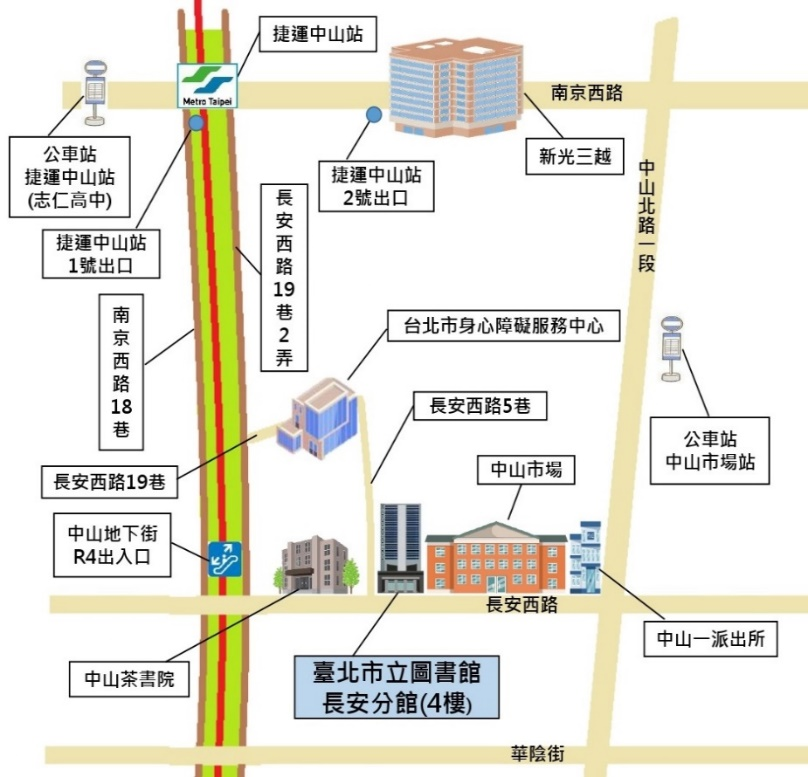 捷運中山站
Metro Taipei
南京西路
公車站
捷運中山站
(志仁高中)
捷運中山站
2號出口
新光三越
中山北路一段
捷運中山站
1號出口
長安西路19巷2弄
南京西路18巷
台北市身心障礙服務中心
長安西路5巷
公車站
中山市場站
中山市場
長安西路19巷
中山地下街
R4出入口
長安西路
中山一派出所
中山茶書院
臺北市立圖書館
長安分館(4樓)
華陰街